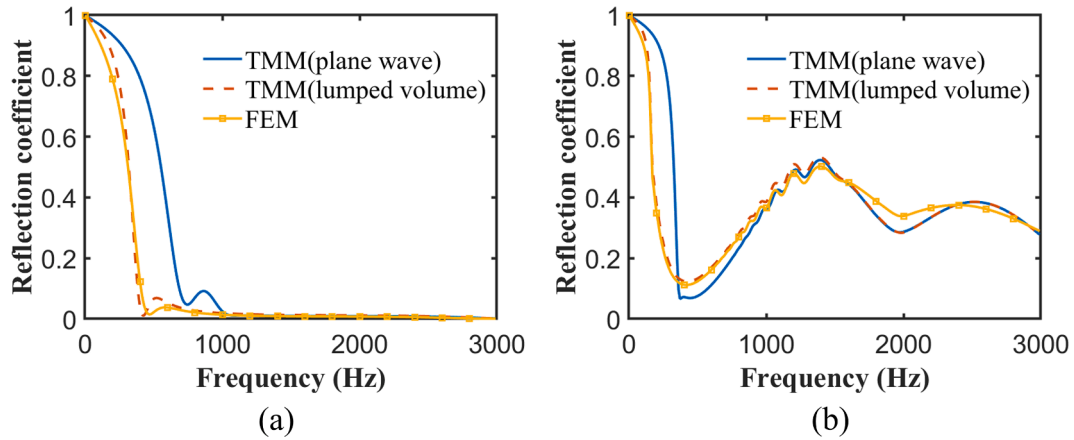 1
0.8
0.6
0.4
0.2
0
0 1000 2000 3000
Reflection coefficient
Frequency (Hz)
TMM(plane wave)
TMM(lumped volume)
FEM
(a)
1
0.8
0.6
0.4
0.2
0
0 1000 2000 3000
Reflection coefficient
Frequency (Hz)
TMM(plane wave)
TMM(lumped volume)
FEM
(b)